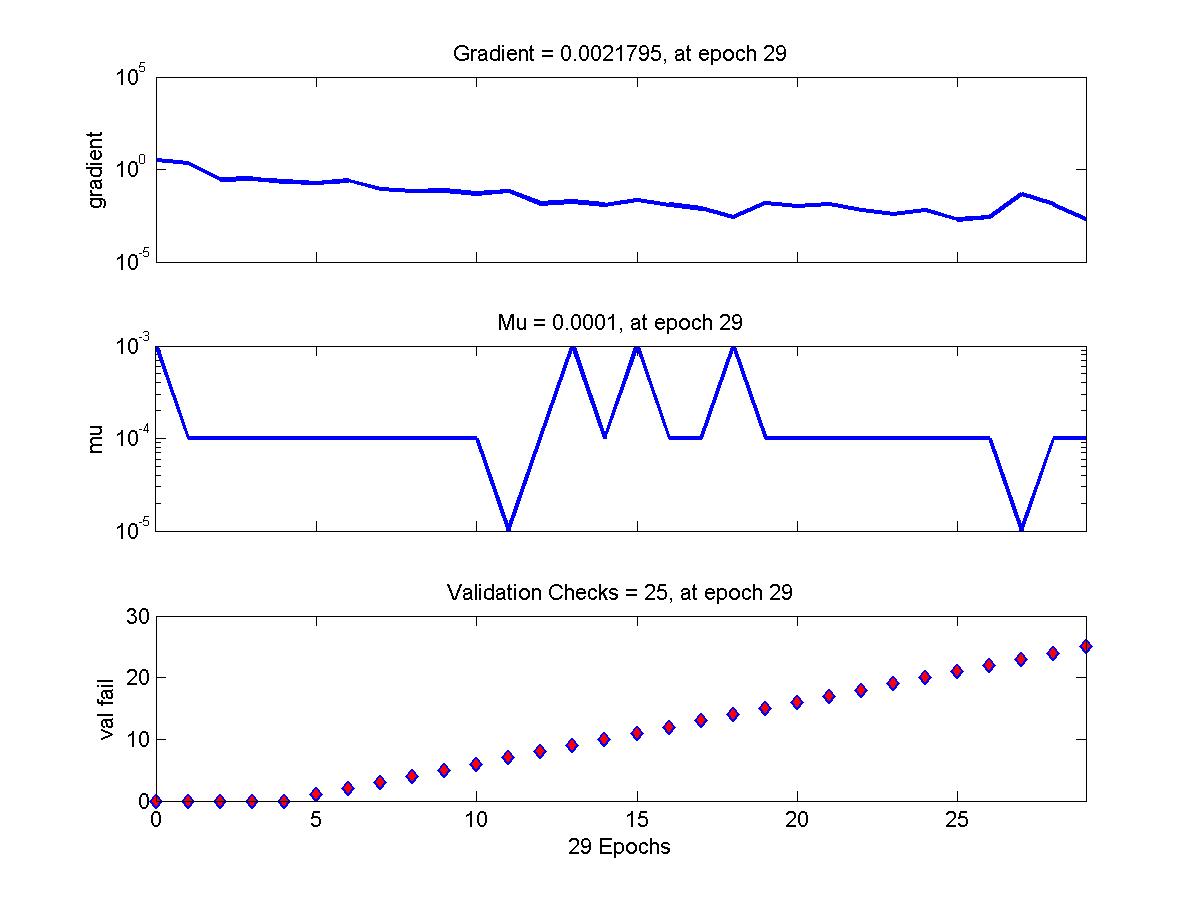 Gradient = 0.0021795, at epoch 29
10^5
10^0
10^-5
gradient
Mu = 0.0001, at epoch 29
10^-3
10^-4
10^-5
mu
Validation Checks = 25, at epoch 29
30
20
10
0
val fail
0 5 10 15 20 25
29 Epochs